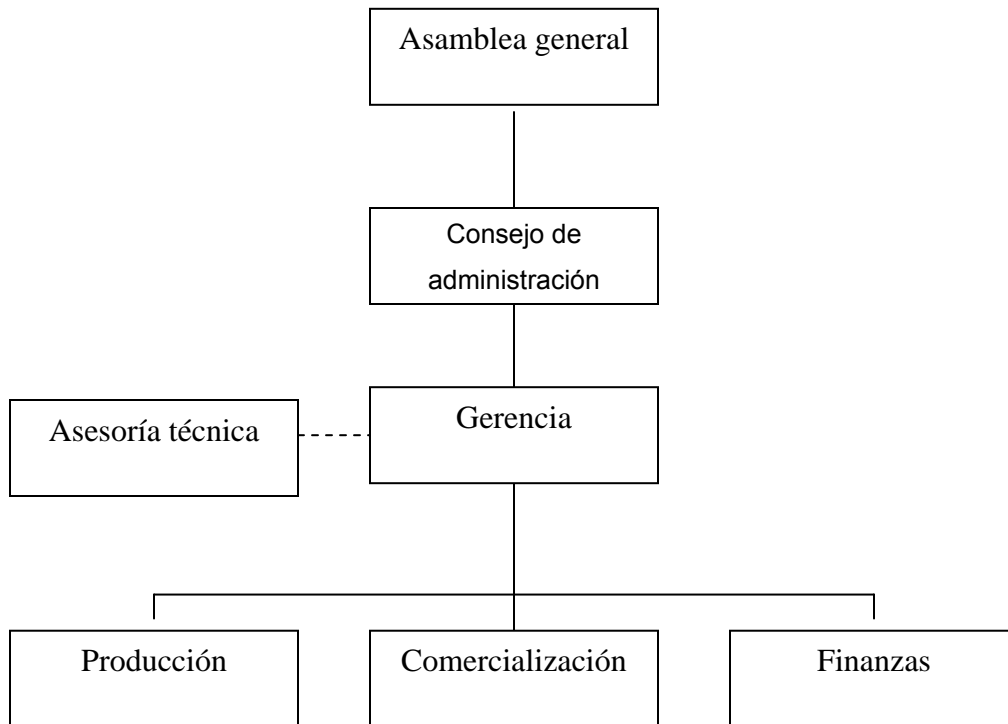 Asamblea general
Consejo de
administración
Asesoría técnica
Gerencia
Producción
Comercialización
Finanzas